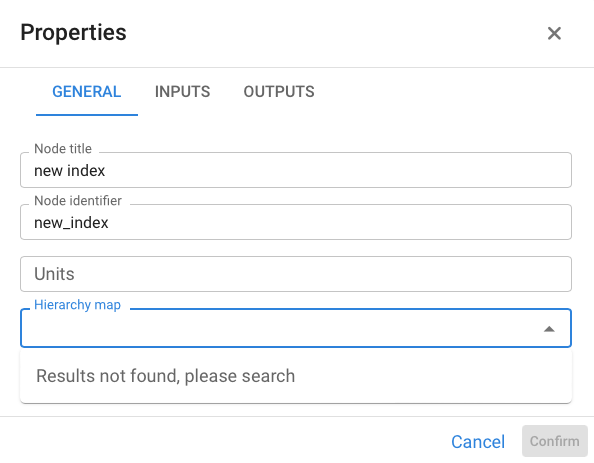 Properties
GENERAL INPUTS OUTPUTS
Node title
new index
Node identifier
new_index
Units
Hierarchy map
Results not found, please search
Cancel Confirm